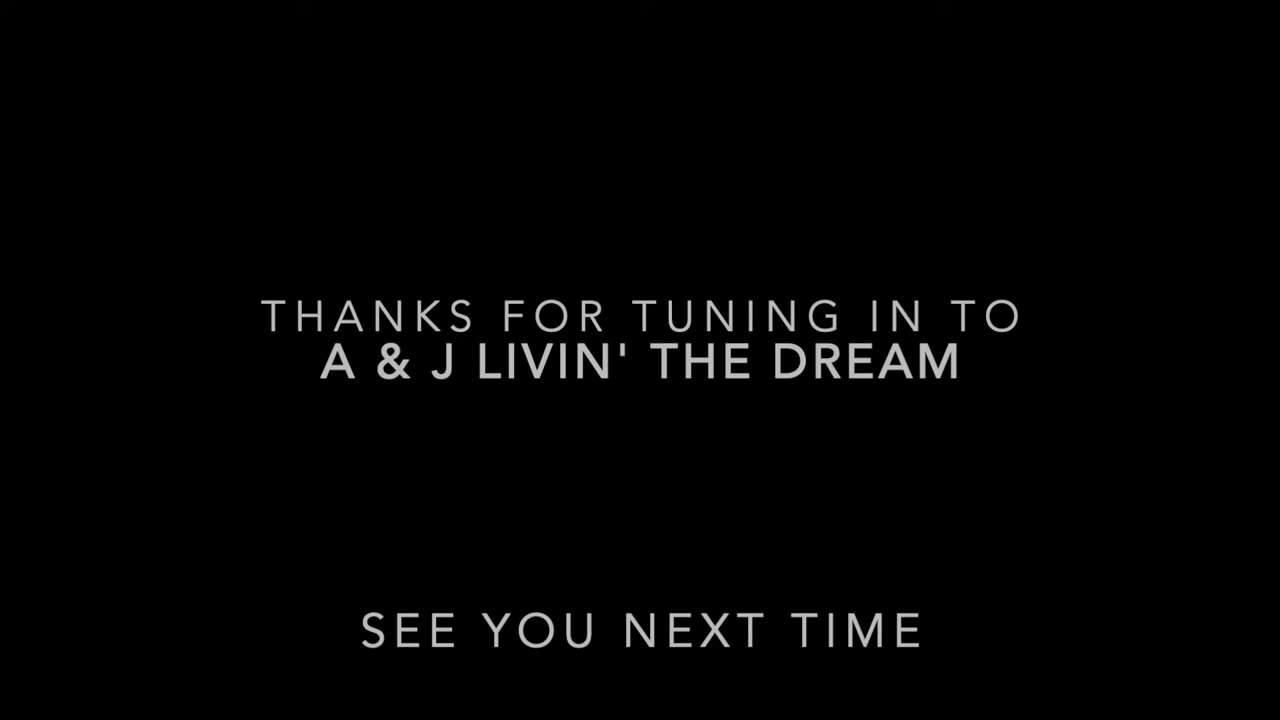 THANKS FOR TUNING IN TO
A & J LIVIN' THE DREAM
SEE YOU NEXT TIME